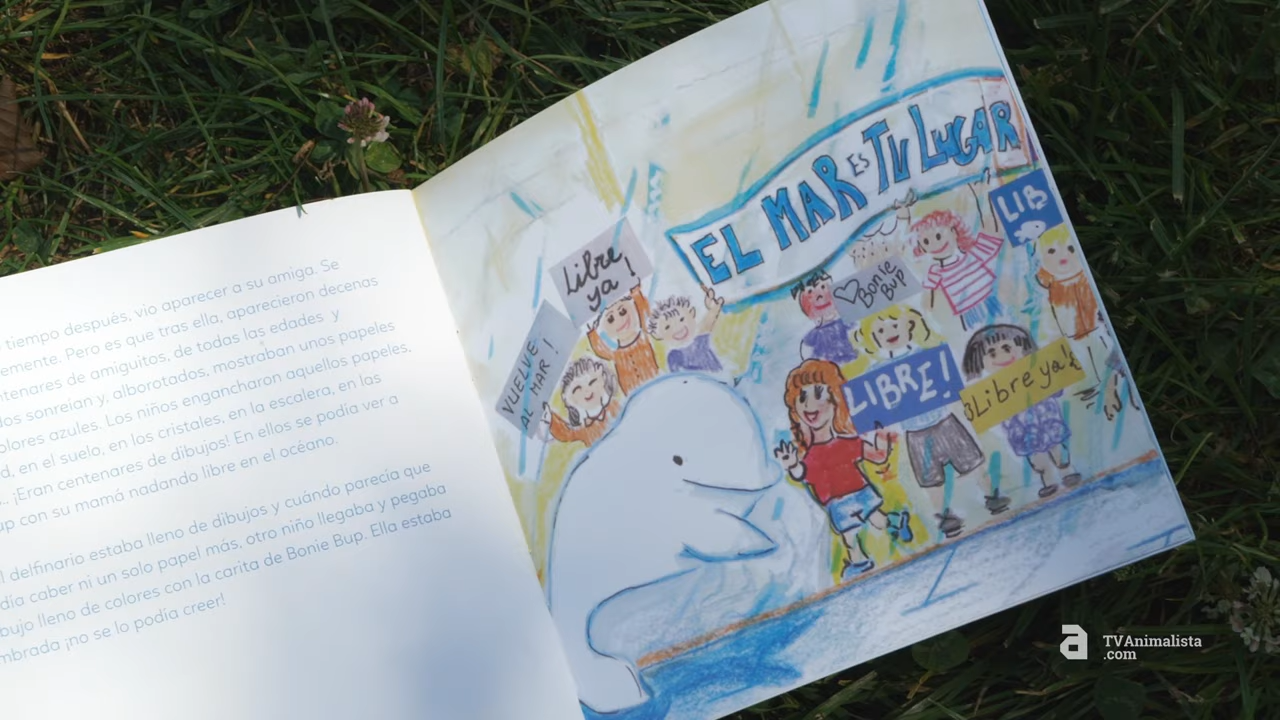 tiempo después, vio aparecer a su amiga. Se
emente. Pero es que tras ella, aparecieron decenas
ntenares de amiguitos, de todas las edades y
dos sonreían y, alborotados, mostraban unos papeles
olores azules. Los niños engancharon aquellos papeles,
d, en el suelo, en los cristales, en la escalera, en las
... ¡Eran centenares de dibujos! En ellos se podía ver a
up con su mamá nadando libre en el océano.
l delfinario estaba lleno de dibujos y cuándo parecía que
día caber ni un solo papel más, otro niño llegaba y pegaba
bujo lleno de colores con la carita de Bonie Bup. Ella estaba
mbrada ¡no se lo podía creer!
EL MAR ES TU LUGAR
Libre
ya!
VUELVE
AL MAR!
Bonie
Bup
LIB
LIBRE!
Libre ya
a
TVAnimalista
.com